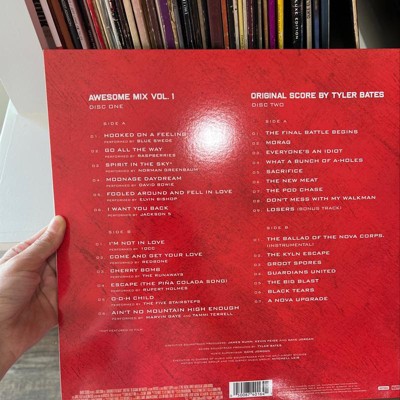 AWESOME MIX VOL. 1
DISC ONE
SIDE A
01 HOOKED ON A FEELING
PERFORMED BY BLUE SWEDE
02 GO ALL THE WAY
PERFORMED BY RASPBERRIES
03 SPIRIT IN THE SKY*
PERFORMED BY NORMAN GREENBAUM
04 MOONAGE DAYDREAM
PERFORMED BY DAVID BOWIE
05 FOOLED AROUND AND FELL IN LOVE
PERFORMED BY ELVIN BISHOP
06 I WANT YOU BACK
PERFORMED BY JACKSON 5
SIDE B
01 I'M NOT IN LOVE
PERFORMED BY 10CC
02 COME AND GET YOUR LOVE
PERFORMED BY REDBONE
03 CHERRY BOMB
PERFORMED BY THE RUNAWAYS
04 ESCAPE (THE PIÑA COLADA SONG)
PERFORMED BY RUPERT HOLMES
05 O-O-H CHILD
PERFORMED BY THE FIVE STAIRSTEPS
06 AIN'T NO MOUNTAIN HIGH ENOUGH
PERFORMED BY MARVIN GAYE AND TAMMI TERRELL
ORIGINAL SCORE BY TYLER BATES
DISC TWO
SIDE A
01 THE FINAL BATTLE BEGINS
02 MORAG
03 EVERYONE'S AN IDIOT
04 WHAT A BUNCH OF A-HOLES
05 SACRIFICE
06 THE NEW MEAT
07 THE POD CHASE
08 DON'T MESS WITH MY WALKMAN
09 LOSERS (BONUS TRACK)
SIDE B
01 THE BALLAD OF THE NOVA CORPS.
(INSTRUMENTAL)
02 THE KYLN ESCAPE
03 GROOT SPORES
04 GUARDIANS UNITED
05 THE BIG BLAST
06 BLACK TEARS
07 A NOVA UPGRADE